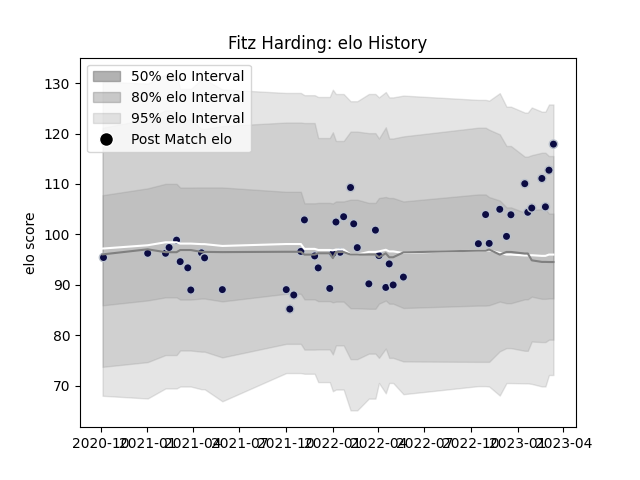 Fitz Harding: elo History
50% elo Interval
80% elo Interval
95% elo Interval
Post Match elo
elo score
130
120
110
100
90
80
70
2020-10 2021-01 2021-04 2021-07 2021-10 2022-01 2022-04 2022-07 2022-10 2023-01 2023-04